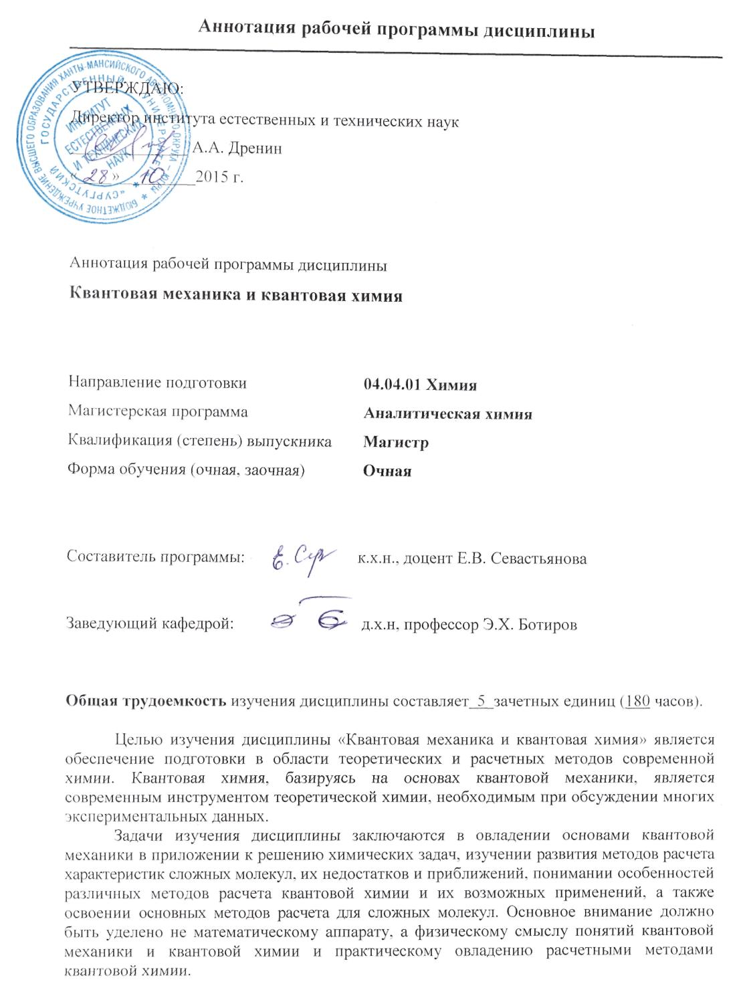 Аннотация рабочей программы дисциплины
УТВЕРЖДАЮ:
Директор института естественных и технических наук
А.А. Дренин
«28» 10 2015 г.
БЮДЖЕТНОЕ УЧРЕЖДЕНИЕ ВЫСШЕГО ОБРАЗОВАНИЯ ХАНТЫ-МАНСИЙСКОГО АВТОНОМНОГО ОКРУГА – ЮГРЫ *
«СУРГУТСКИЙ ГОСУДАРСТВЕННЫЙ УНИВЕРСИТЕТ» *
ИНСТИТУТ
ЕСТЕСТВЕННЫХ
И ТЕХНИЧЕСКИХ
НАУК
Аннотация рабочей программы дисциплины
Квантовая механика и квантовая химия
Направление подготовки 04.04.01 Химия
Магистерская программа Аналитическая химия
Квалификация (степень) выпускника Магистр
Форма обучения (очная, заочная) Очная
Составитель программы: к.х.н., доцент Е.В. Севастьянова
Заведующий кафедрой: д.х.н, профессор Э.Х. Ботиров
Общая трудоемкость изучения дисциплины составляет 5 зачетных единиц (180 часов).
Целью изучения дисциплины «Квантовая механика и квантовая химия» является
обеспечение подготовки в области теоретических и расчетных методов современной
химии. Квантовая химия, базируясь на основах квантовой механики, является
современным инструментом теоретической химии, необходимым при обсуждении многих
экспериментальных данных.
Задачи изучения дисциплины заключаются в овладении основами квантовой
механики в приложении к решению химических задач, изучении развития методов расчета
характеристик сложных молекул, их недостатков и приближений, понимании особенностей
различных методов расчета квантовой химии и их возможных применений, а также
освоении основных методов расчета для сложных молекул. Основное внимание должно
быть уделено не математическому аппарату, а физическому смыслу понятий квантовой
механики и квантовой химии и практическому овладению расчетными методами
квантовой химии.